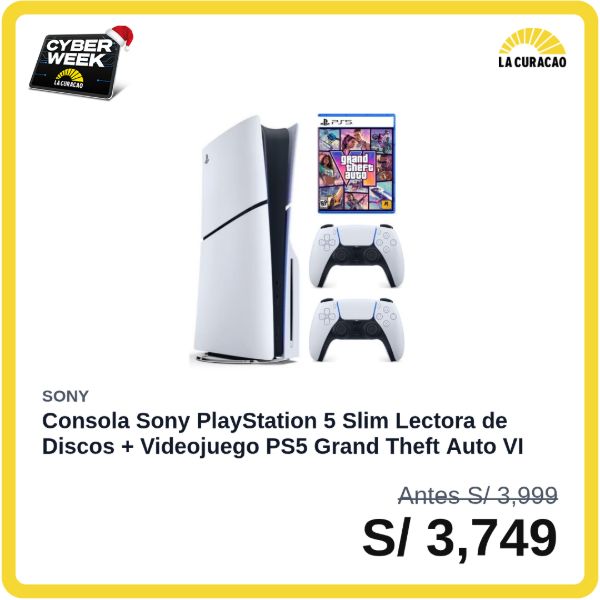 CYBER
WEEK
LA CURACAO
LA CURACAO
PS5
grand
theft
auto
VI
SONY
Consola Sony PlayStation 5 Slim Lectora de
Discos + Videojuego PS5 Grand Theft Auto VI
Antes S/ 3,999
S/ 3,749